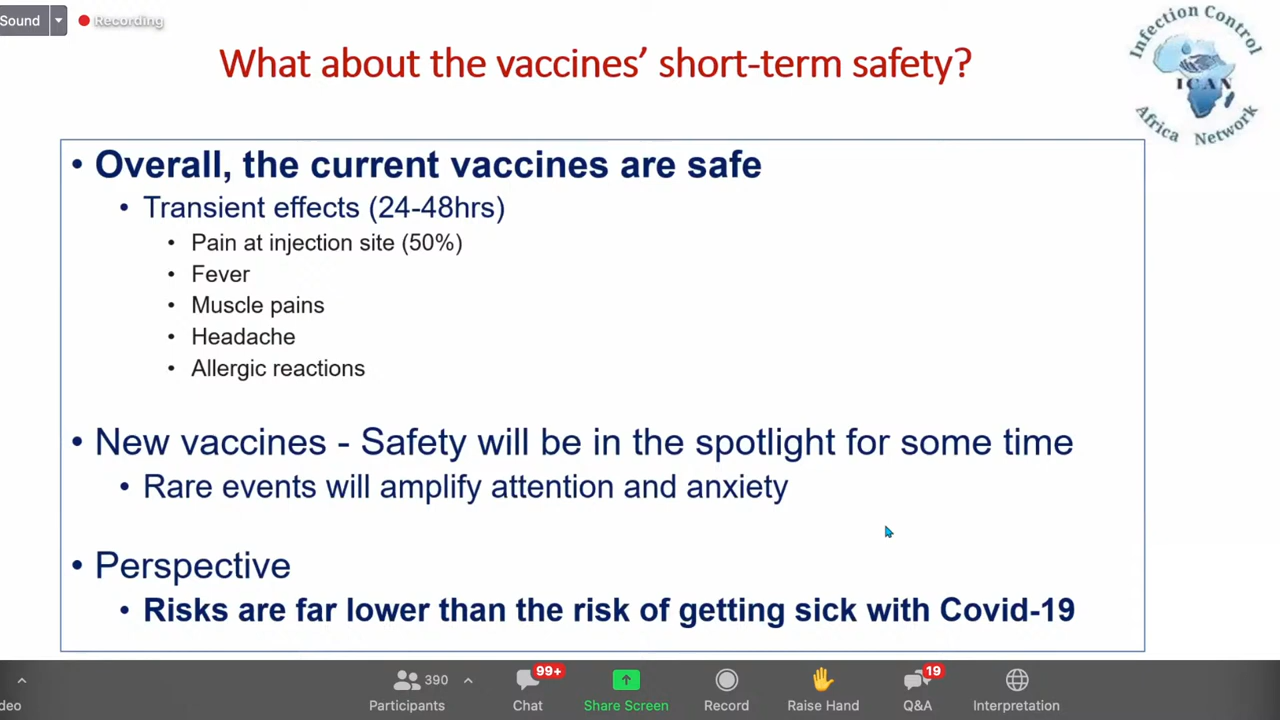 Sound
Recording
What about the vaccines' short-term safety?
Infection Control
ICAN
Africa Network
• Overall, the current vaccines are safe
• Transient effects (24-48hrs)
• Pain at injection site (50%)
• Fever
• Muscle pains
• Headache
• Allergic reactions
• New vaccines - Safety will be in the spotlight for some time
• Rare events will amplify attention and anxiety
• Perspective
• Risks are far lower than the risk of getting sick with Covid-19
390
99+
19
deo
Participants
Chat
Share Screen
Record
Raise Hand
Q&A
Interpretation